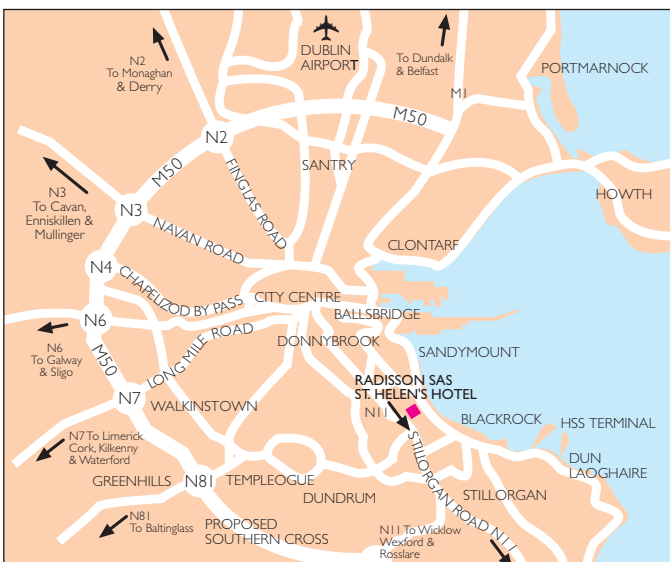 N2
To Monaghan
& Derry
DUBLIN
AIRPORT
To Dundalk
& Belfast
PORTMARNOCK
M1
M50
N2
M50
SANTRY
FINGLAS ROAD
N3
To Cavan,
Enniskillen &
Mullinger
N3
NAVAN ROAD
HOWTH
CLONTARF
N4
CHAPELIZOD BY PASS
CITY CENTRE
N6
BALLSBRIDGE
LONG MILE ROAD
DONNYBROOK
SANDYMOUNT
N6
To Galway
& Sligo
M50
RADISSON SAS
ST. HELEN'S HOTEL
N7
WALKINSTOWN
N11
BLACKROCK
HSS TERMINAL
N7 To Limerick
Cork, Kilkenny
& Waterford
STILLORGAN ROAD N11
DUN
LAOGHAIRE
GREENHILLS
N81
TEMPLEOGUE
DUNDRUM
STILLORGAN
N81
To Baltinglass
PROPOSED
SOUTHERN CROSS
N11 To Wicklow
Wexford &
Rosslare